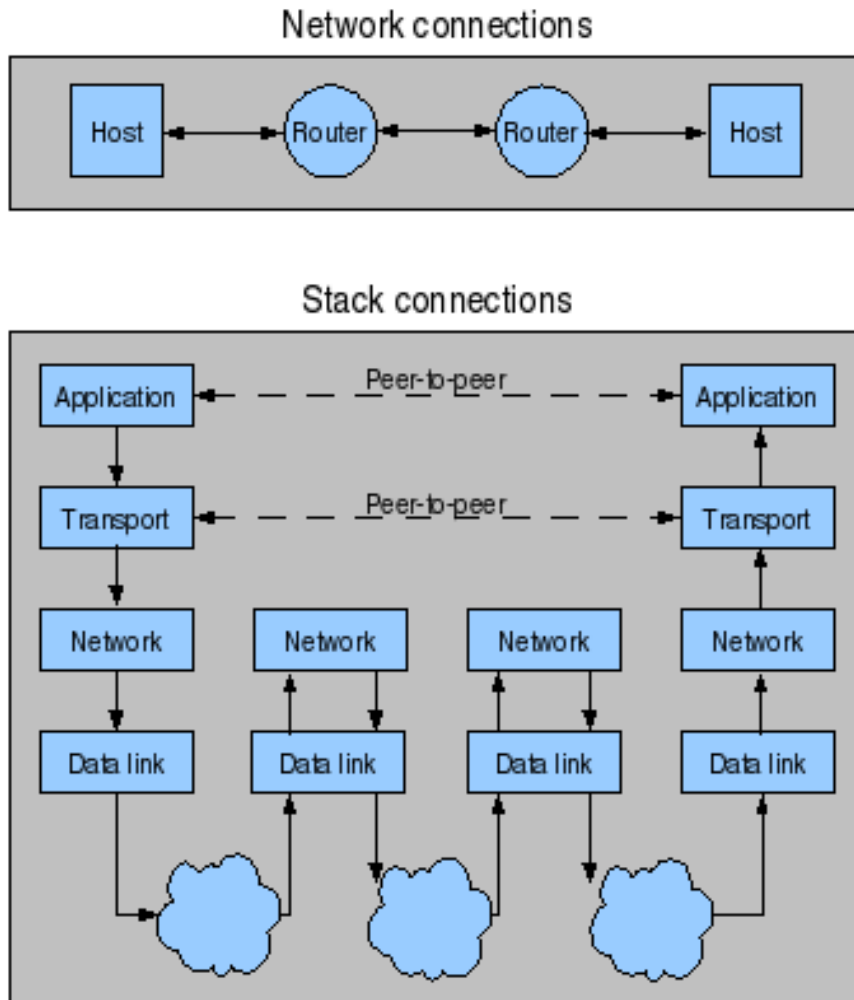 Network connections
Host Router Router Host
Stack connections
Application Peer-to-peer Application
Transport Peer-to-peer Transport
Network Network Network Network
Data link Data link Data link Data link